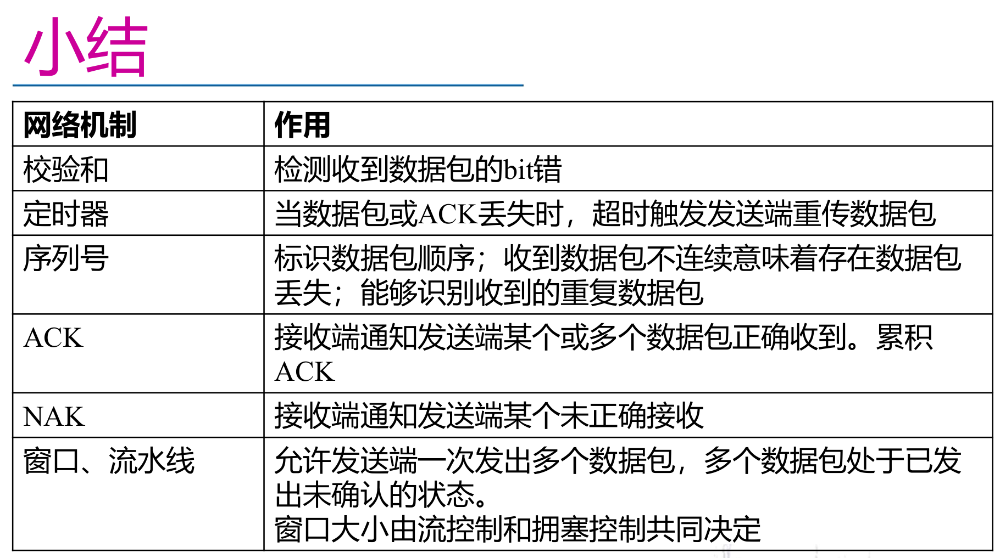 小结
网络机制
作用
校验和
检测收到数据包的bit错
定时器
当数据包或ACK丢失时，超时触发发送端重传数据包
序列号
标识数据包顺序；收到数据包不连续意味着存在数据包
丢失；能够识别收到的重复数据包
ACK
接收端通知发送端某个或多个数据包正确收到。累积
ACK
NAK
接收端通知发送端某个未正确接收
窗口、流水线
允许发送端一次发出多个数据包，多个数据包处于已发
出未确认的状态。
窗口大小由流控制和拥塞控制共同决定